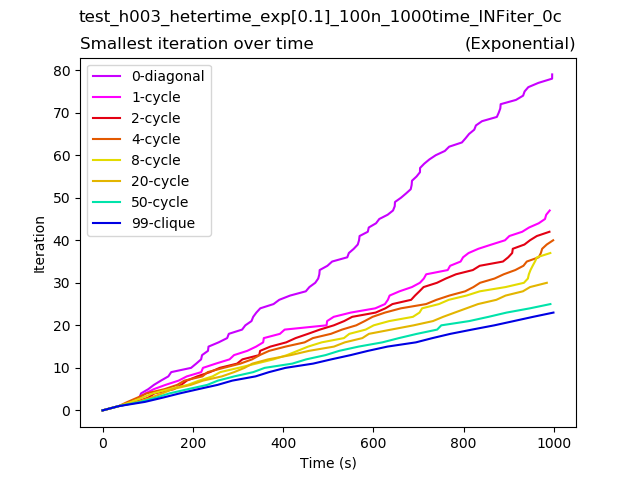 test_h003_hetertime_exp[0.1]_100n_1000time_INFiter_0c
Smallest iteration over time (Exponential)
80
70
60
50
40
30
20
10
0
Iteration
0-diagonal
1-cycle
2-cycle
4-cycle
8-cycle
20-cycle
50-cycle
99-clique
0 200 400 600 800 1000
Time (s)